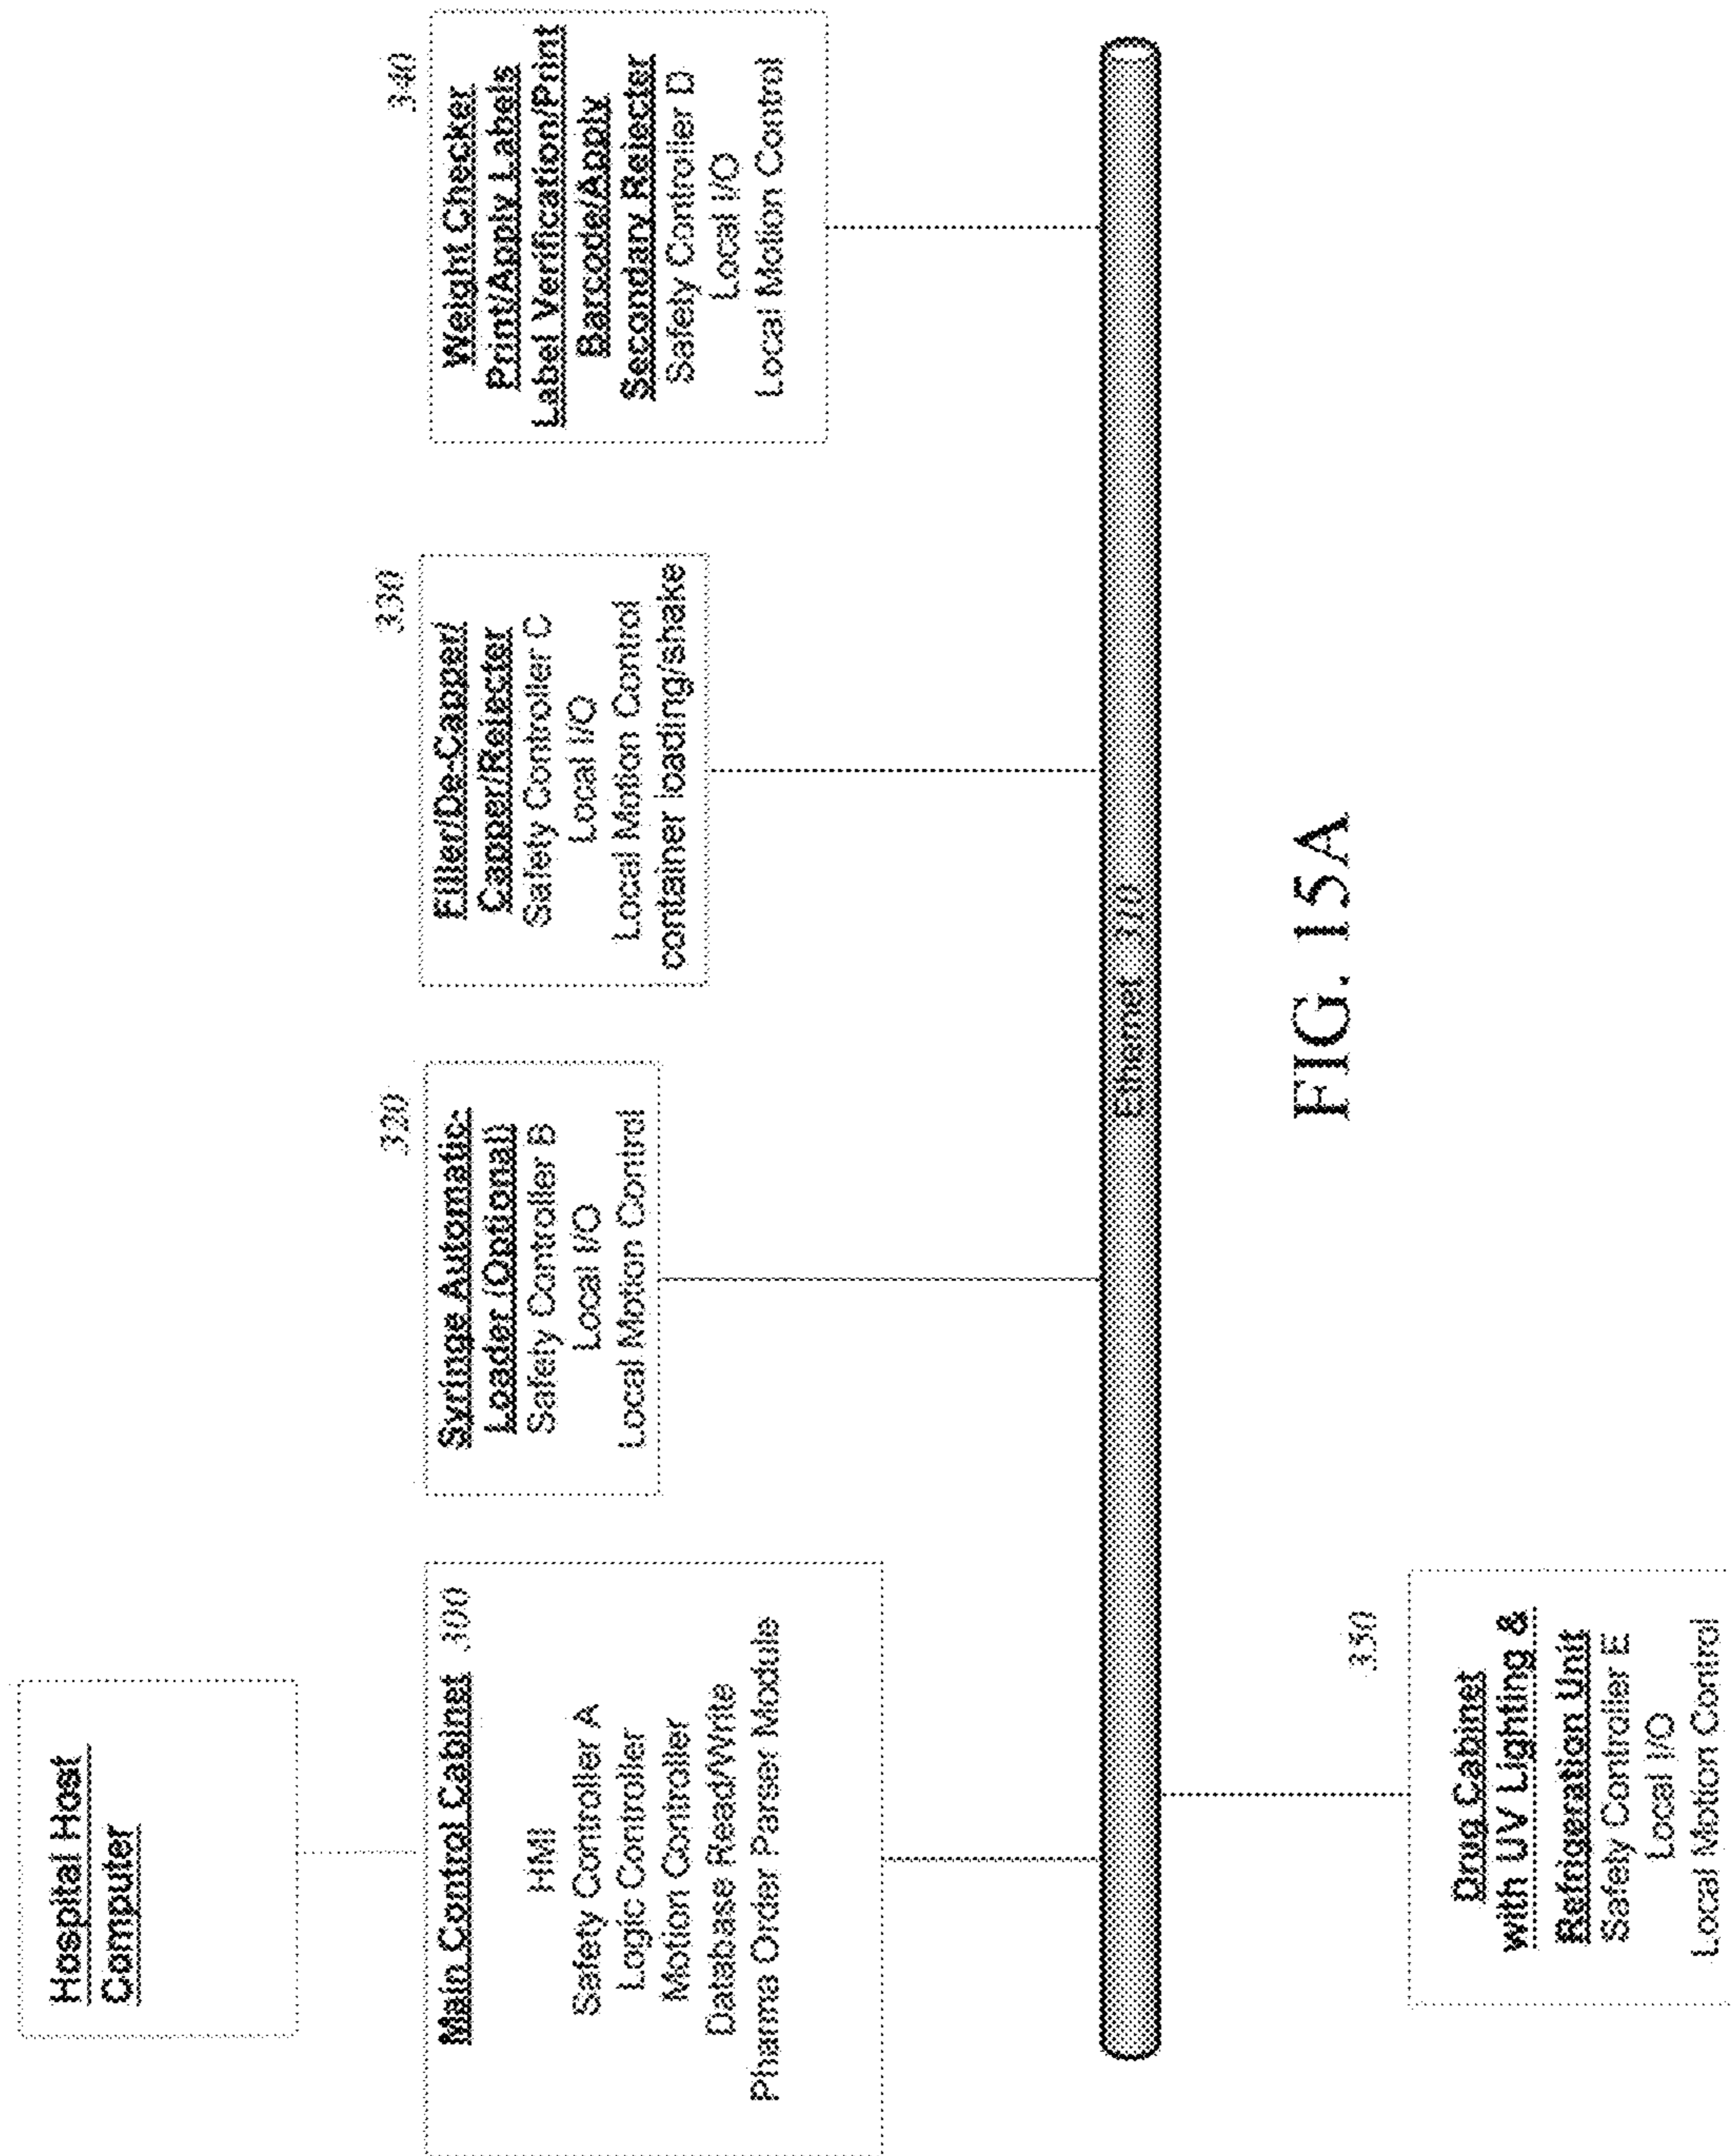 Hospital Host
Computer
Main Control Cabinet 300
HMI
Safety Controller A
Logic Controller
Motion Controller
Database Read/Write
Pharma Order Parser Module
320
Syringe Automatic-
Loader (Optional)
Safety Controller B
Local I/O
Local Motion Control
330
Filler/De-Capper/
Capper/Rejecter
Safety Controller C
Local I/O
Local Motion Control
container loading/shake
340
Weight Checker
Print/Apply Labels
Label Verification/Print
Barcode/Apply
Secondary Rejecter
Safety Controller D
Local I/O
Local Motion Control
Ethernet 310
350
Drug Cabinet
with UV Lighting &
Refrigeration Unit
Safety Controller E
Local I/O
Local Motion Control
FIG. 15A